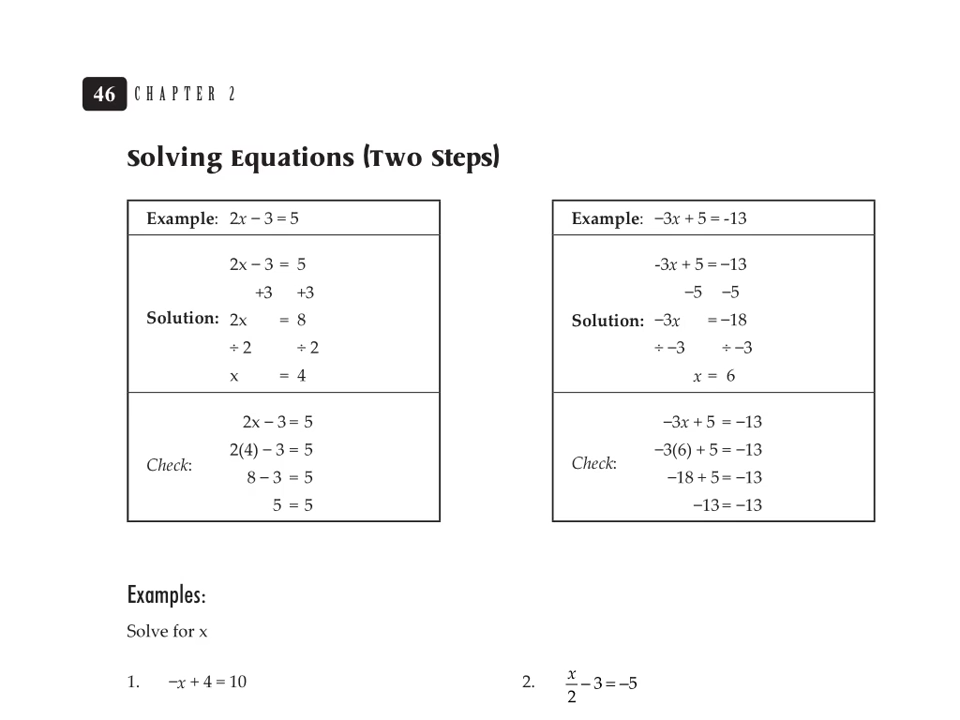 46 CHAPTER 2
Solving Equations (Two Steps)
Example: 2x − 3 = 5
2x − 3 = 5
+3 +3
Solution: 2x = 8
÷ 2 ÷ 2
x = 4
2x − 3 = 5
2(4) − 3 = 5
Check:
8 − 3 = 5
5 = 5
Example: −3x + 5 = -13
-3x + 5 = −13
−5 −5
Solution: −3x = −18
÷ −3 ÷ −3
x = 6
−3x + 5 = −13
−3(6) + 5 = −13
Check:
−18 + 5 = −13
−13 = −13
Examples:
Solve for x
1. −x + 4 = 10
2. x/2 − 3 = −5